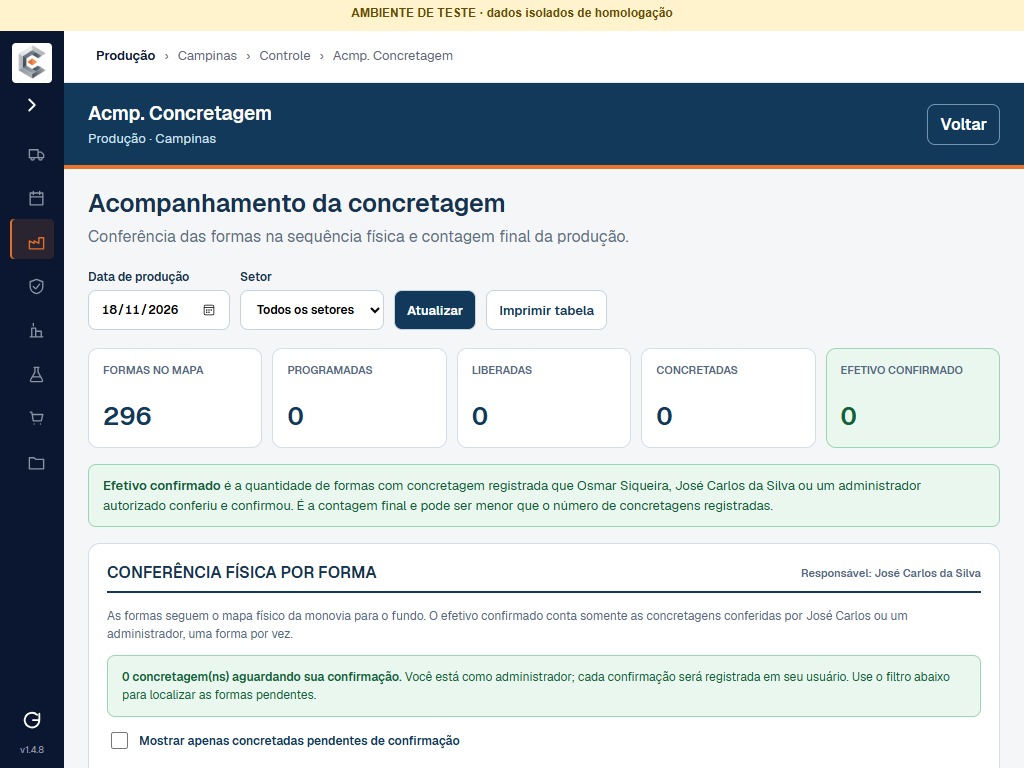 AMBIENTE DE TESTE · dados isolados de homologação
Produção › Campinas › Controle › Acmp. Concretagem
Acmp. Concretagem
Produção · Campinas
Voltar
Acompanhamento da concretagem
Conferência das formas na sequência física e contagem final da produção.
Data de produção
Setor
18/11/2026
Todos os setores
Atualizar
Imprimir tabela
FORMAS NO MAPA
PROGRAMADAS
LIBERADAS
CONCRETADAS
EFETIVO CONFIRMADO
296
0
0
0
0
Efetivo confirmado é a quantidade de formas com concretagem registrada que Osmar Siqueira, José Carlos da Silva ou um administrador
autorizado conferiu e confirmou. É a contagem final e pode ser menor que o número de concretagens registradas.
CONFERÊNCIA FÍSICA POR FORMA
Responsável: José Carlos da Silva
As formas seguem o mapa físico da monovia para o fundo. O efetivo confirmado conta somente as concretagens conferidas por José Carlos ou um
administrador, uma forma por vez.
0 concretagem(ns) aguardando sua confirmação. Você está como administrador; cada confirmação será registrada em seu usuário. Use o filtro abaixo
para localizar as formas pendentes.
Mostrar apenas concretadas pendentes de confirmação
v1.4.8